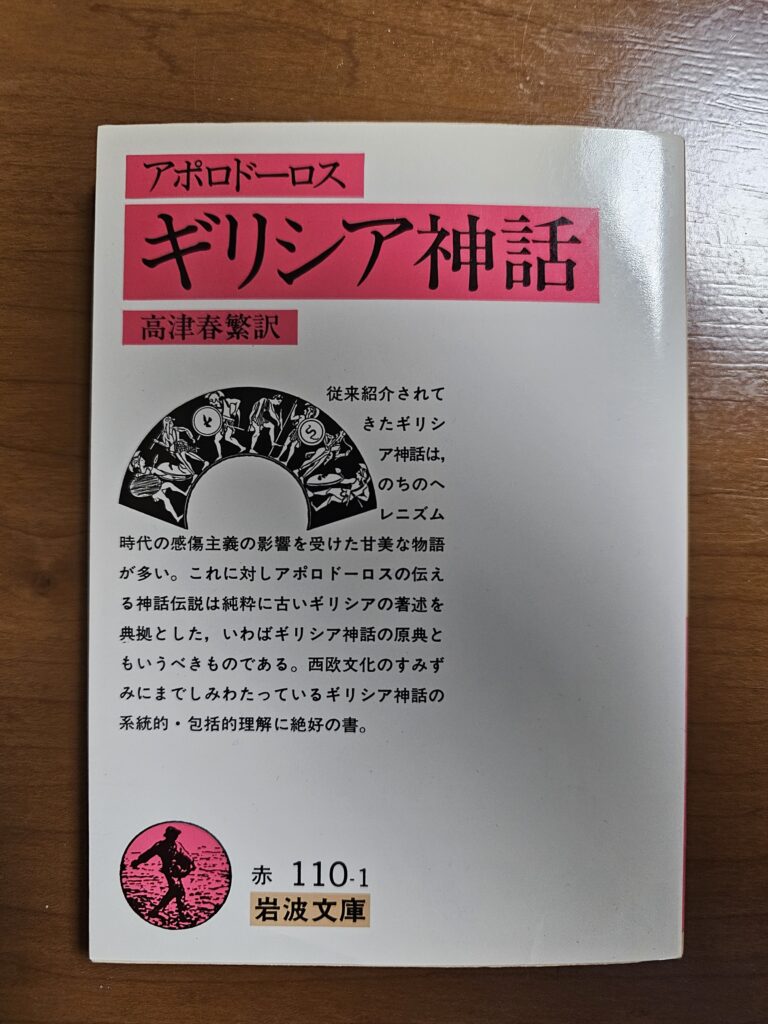 アポロドーロス
ギリシア神話
高津春繁訳
従来紹介されて
きたギリシ
ア神話は，
のちのヘ
レニズム
時代の感傷主義の影響を受けた甘美な物語
が多い。これに対しアポロドーロスの伝え
る神話伝説は純粋に古いギリシアの著述を
典拠とした，いわばギリシア神話の原典と
もいうべきものである。西欧文化のすみず
みにまでしみわたっているギリシア神話の
系統的・包括的理解に絶好の書。
赤 110-1
岩波文庫